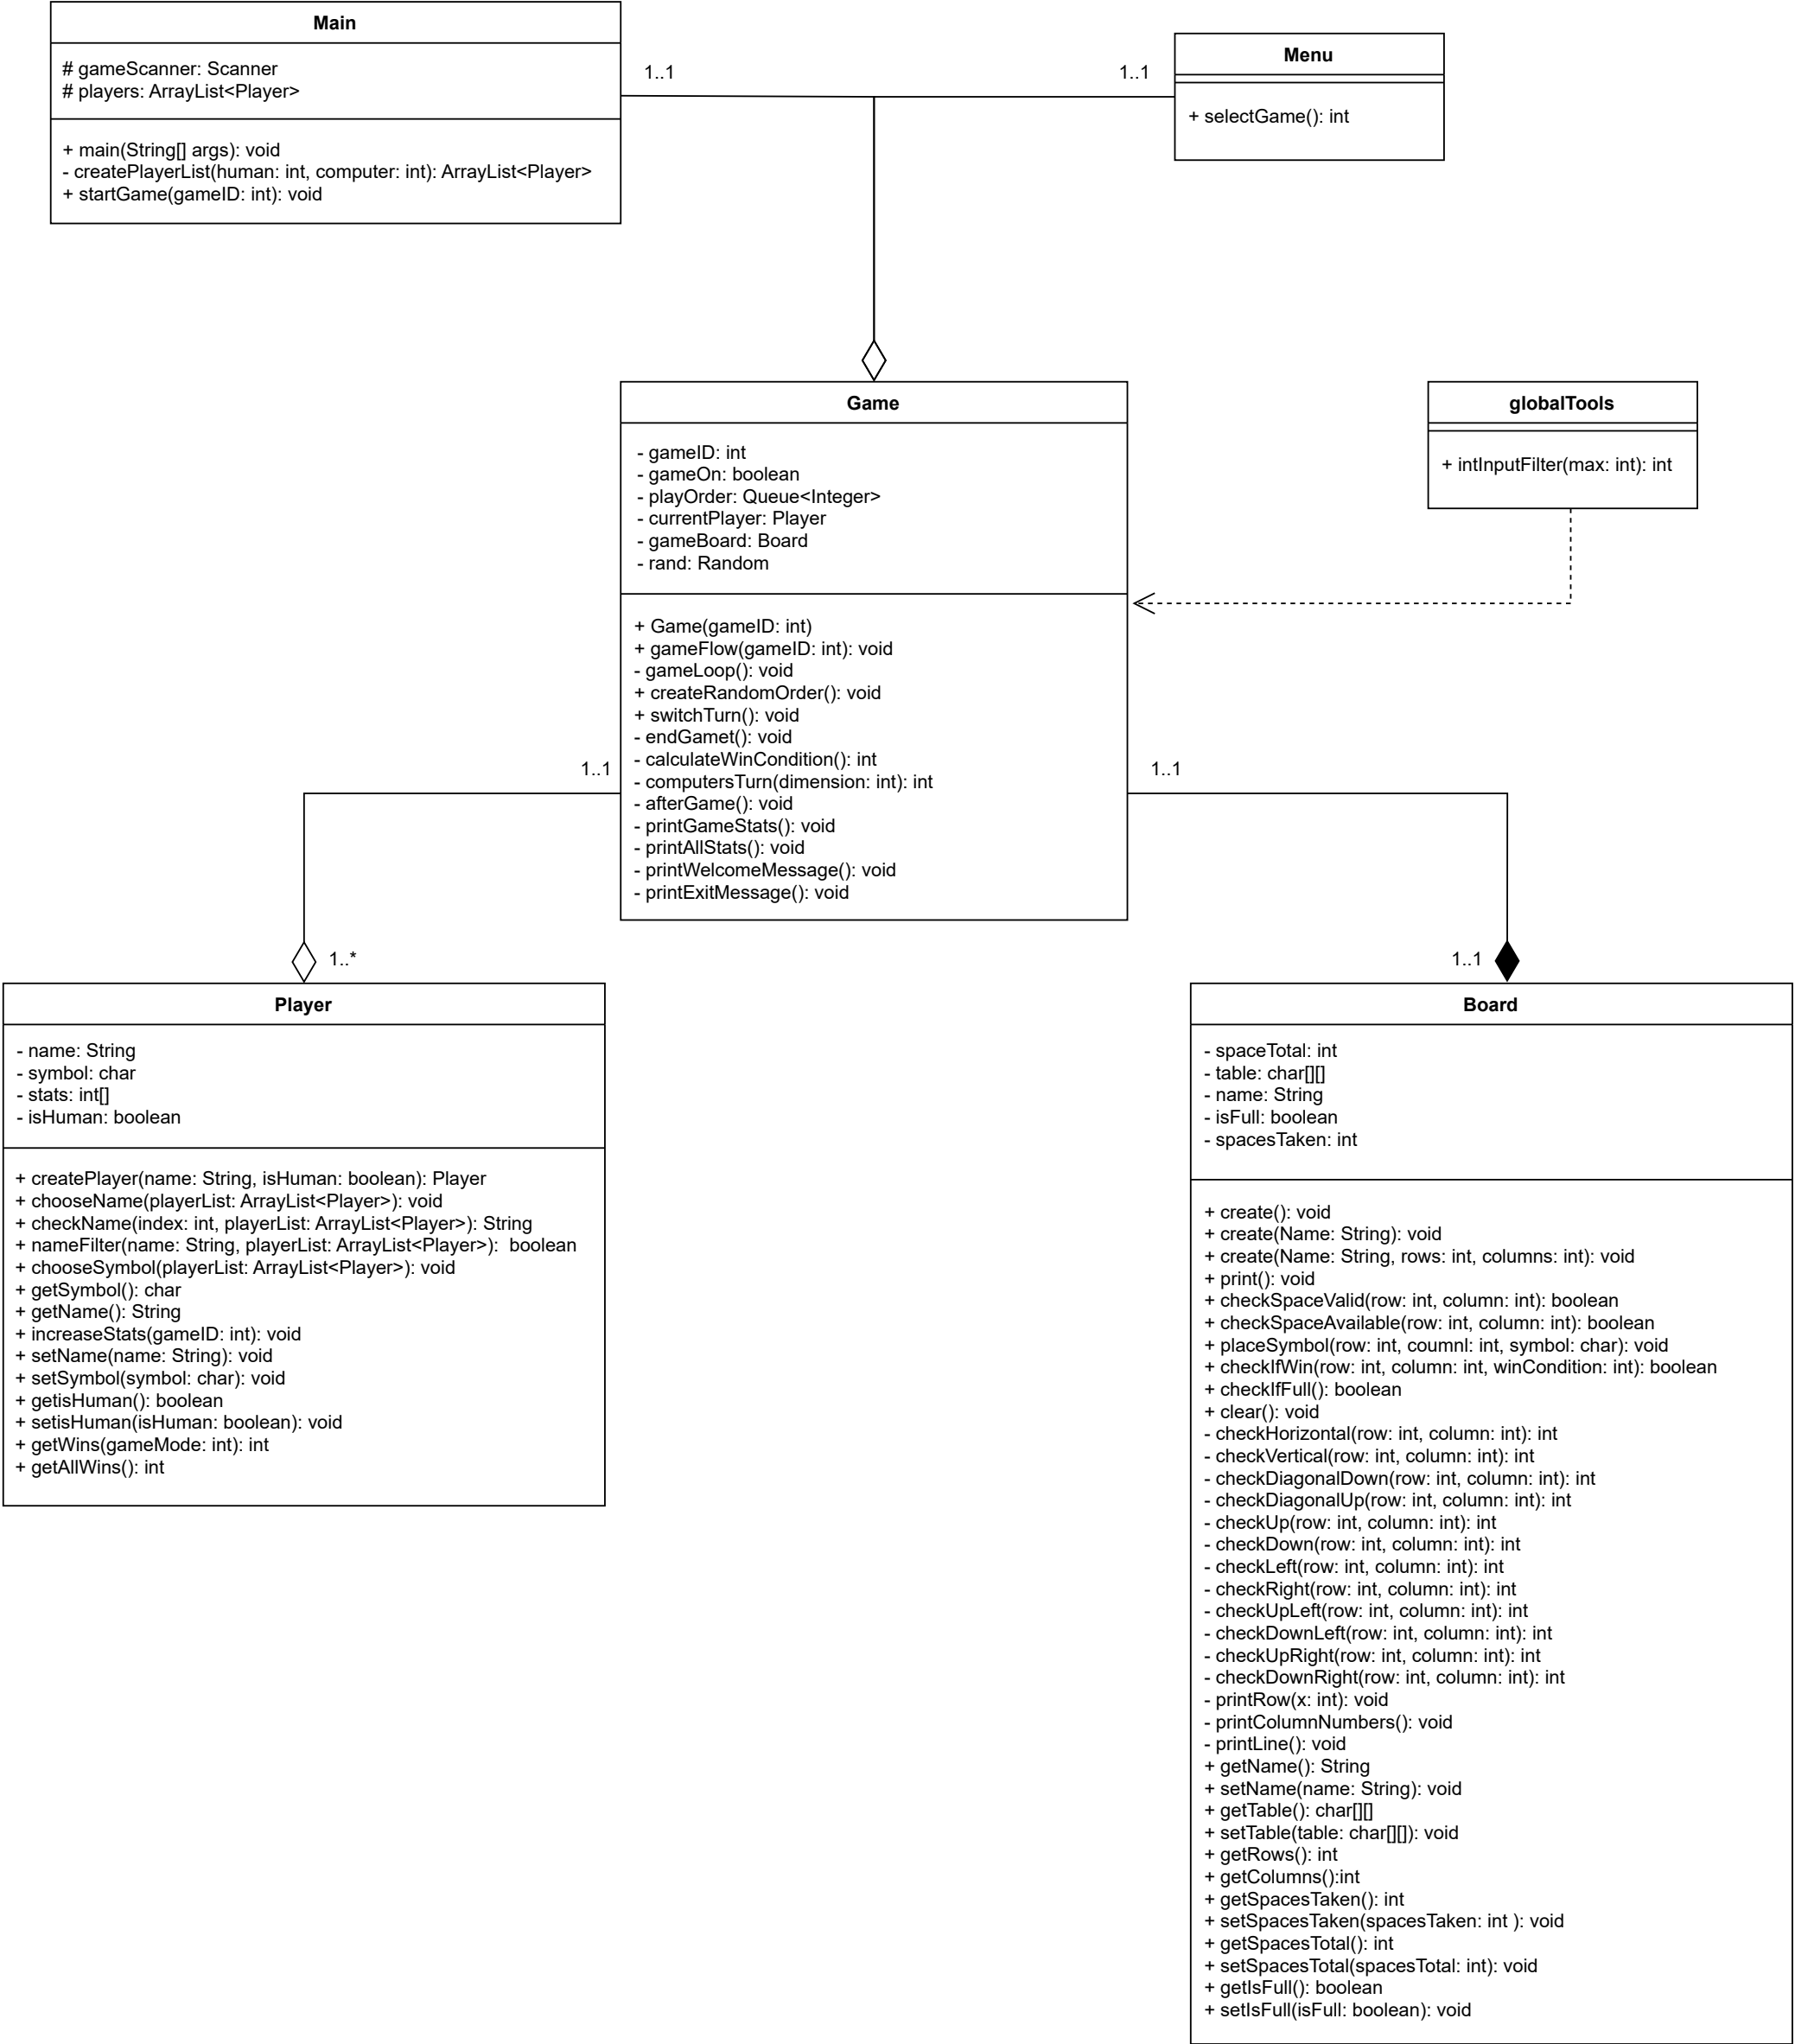 Main
# gameScanner: Scanner
# players: ArrayList<Player>
+ main(String[] args): void
- createPlayerList(human: int, computer: int): ArrayList<Player>
+ startGame(gameID: int): void
1..1
1..1
Menu
+ selectGame(): int
Game
- gameID: int
- gameOn: boolean
- playOrder: Queue<Integer>
- currentPlayer: Player
- gameBoard: Board
- rand: Random
+ Game(gameID: int)
+ gameFlow(gameID: int): void
- gameLoop(): void
+ createRandomOrder(): void
+ switchTurn(): void
- endGamet(): void
- calculateWinCondition(): int
- computersTurn(dimension: int): int
- afterGame(): void
- printGameStats(): void
- printAllStats(): void
- printWelcomeMessage(): void
- printExitMessage(): void
globalTools
+ intInputFilter(max: int): int
1..1
1..1
1..*
1..1
Player
- name: String
- symbol: char
- stats: int[]
- isHuman: boolean
+ createPlayer(name: String, isHuman: boolean): Player
+ chooseName(playerList: ArrayList<Player>): void
+ checkName(index: int, playerList: ArrayList<Player>): String
+ nameFilter(name: String, playerList: ArrayList<Player>):  boolean
+ chooseSymbol(playerList: ArrayList<Player>): void
+ getSymbol(): char
+ getName(): String
+ increaseStats(gameID: int): void
+ setName(name: String): void
+ setSymbol(symbol: char): void
+ getisHuman(): boolean
+ setisHuman(isHuman: boolean): void
+ getWins(gameMode: int): int
+ getAllWins(): int
Board
- spaceTotal: int
- table: char[][]
- name: String
- isFull: boolean
- spacesTaken: int
+ create(): void
+ create(Name: String): void
+ create(Name: String, rows: int, columns: int): void
+ print(): void
+ checkSpaceValid(row: int, column: int): boolean
+ checkSpaceAvailable(row: int, column: int): boolean
+ placeSymbol(row: int, coumnl: int, symbol: char): void
+ checkIfWin(row: int, column: int, winCondition: int): boolean
+ checkIfFull(): boolean
+ clear(): void
- checkHorizontal(row: int, column: int): int
- checkVertical(row: int, column: int): int
- checkDiagonalDown(row: int, column: int): int
- checkDiagonalUp(row: int, column: int): int
- checkUp(row: int, column: int): int
- checkDown(row: int, column: int): int
- checkLeft(row: int, column: int): int
- checkRight(row: int, column: int): int
- checkUpLeft(row: int, column: int): int
- checkDownLeft(row: int, column: int): int
- checkUpRight(row: int, column: int): int
- checkDownRight(row: int, column: int): int
- printRow(x: int): void
- printColumnNumbers(): void
- printLine(): void
+ getName(): String
+ setName(name: String): void
+ getTable(): char[][]
+ setTable(table: char[][]): void
+ getRows(): int
+ getColumns():int
+ getSpacesTaken(): int
+ setSpacesTaken(spacesTaken: int ): void
+ getSpacesTotal(): int
+ setSpacesTotal(spacesTotal: int): void
+ getIsFull(): boolean
+ setIsFull(isFull: boolean): void